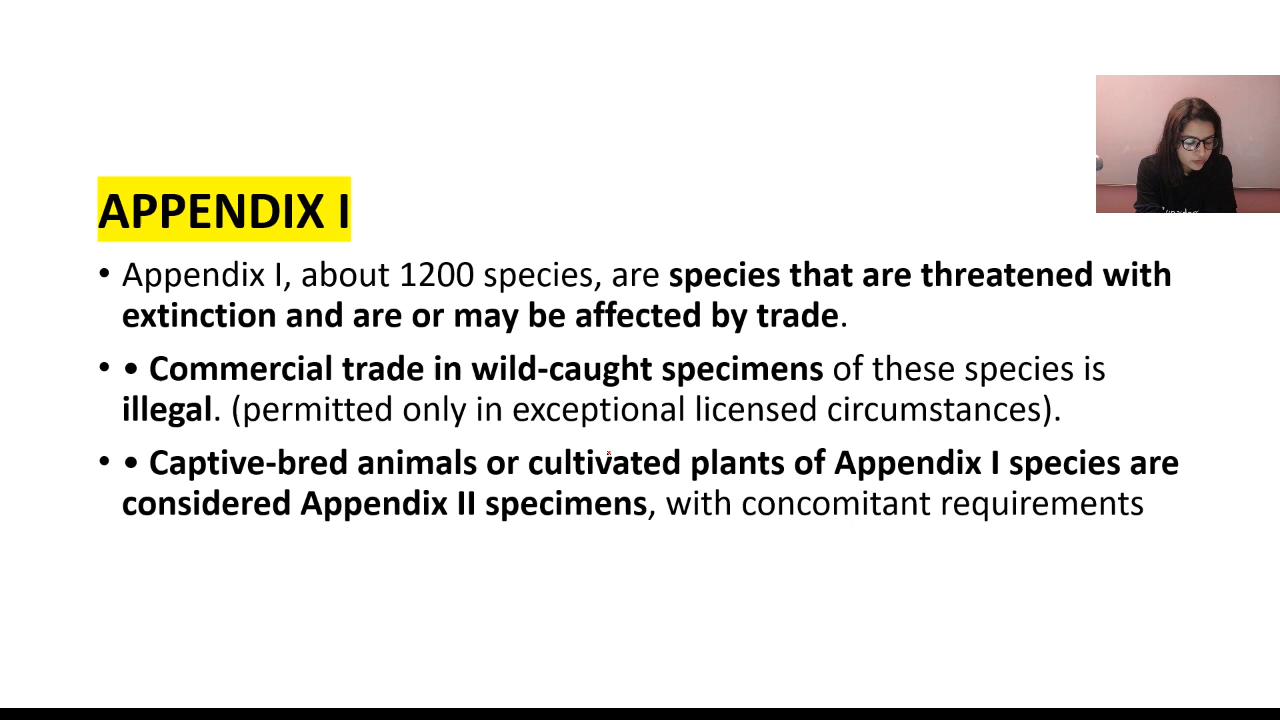 APPENDIX I
• Appendix I, about 1200 species, are species that are threatened with
extinction and are or may be affected by trade.
• • Commercial trade in wild-caught specimens of these species is
illegal. (permitted only in exceptional licensed circumstances).
• • Captive-bred animals or cultivated plants of Appendix I species are
considered Appendix II specimens, with concomitant requirements